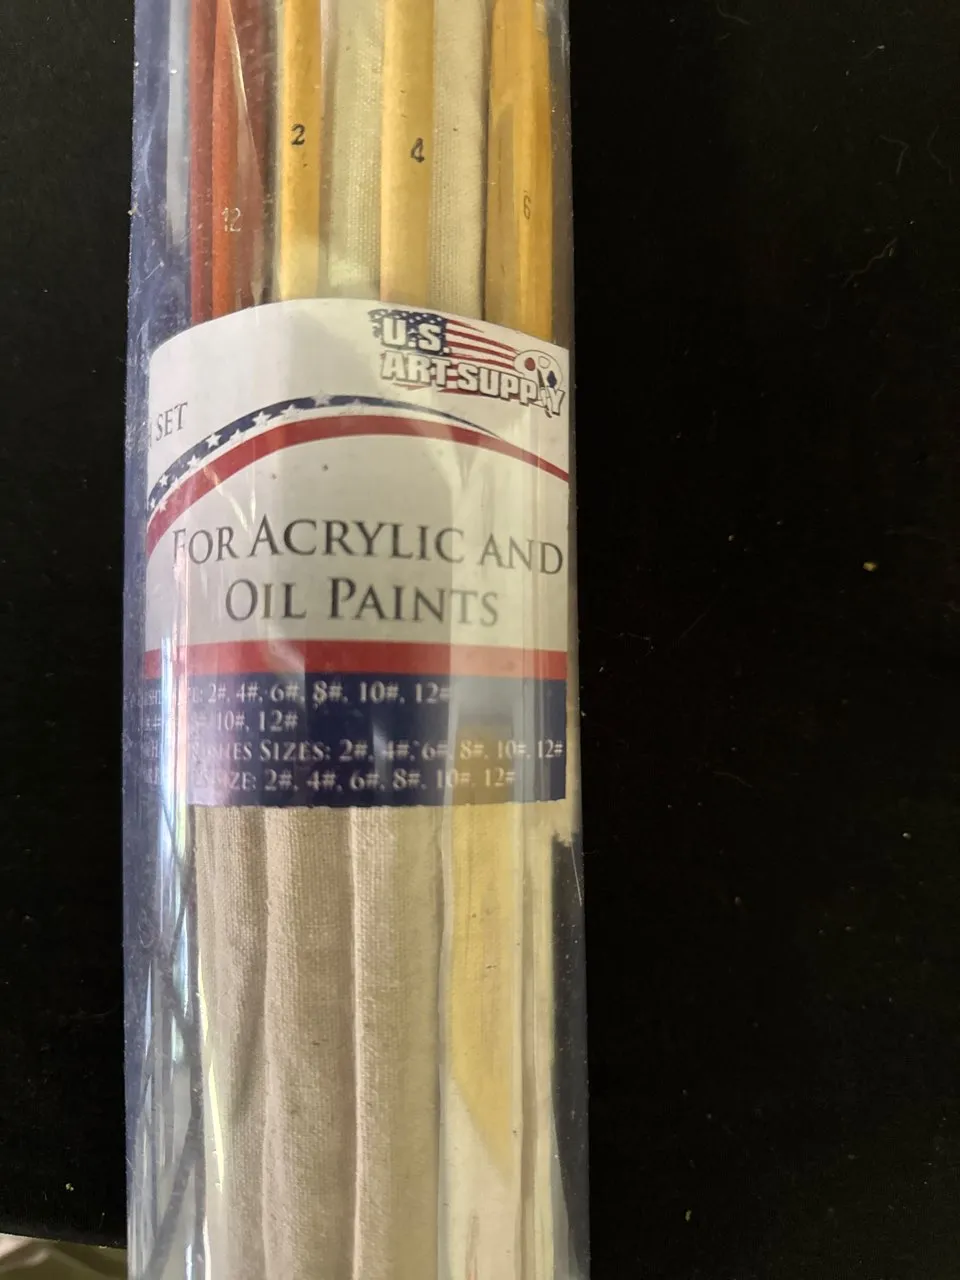 2
4
6
12
U.S.
ART SUPPLY
SET
FOR ACRYLIC AND
OIL PAINTS
2#, 4#, 6#, 8#, 10#, 12#
10#, 12#
SIZES: 2#, 4#, 6#, 8#, 10#, 12#
2#, 4#, 6#, 8#, 10#, 12#